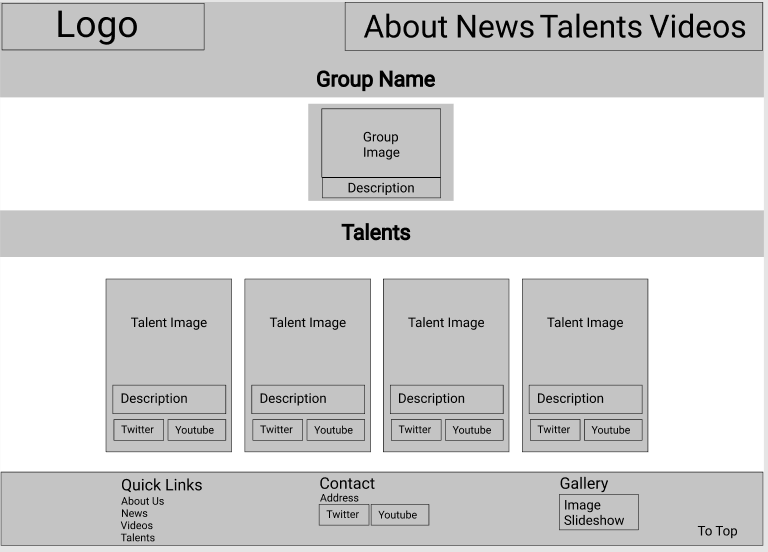 Logo
About News Talents Videos
Group Name
Group
Image
Description
Talents
Talent Image
Talent Image
Talent Image
Talent Image
Description
Description
Description
Description
Twitter
Youtube
Twitter
Youtube
Twitter
Youtube
Twitter
Youtube
Quick Links
About Us
News
Videos
Talents
Contact
Address
Twitter
Youtube
Gallery
Image
Slideshow
To Top